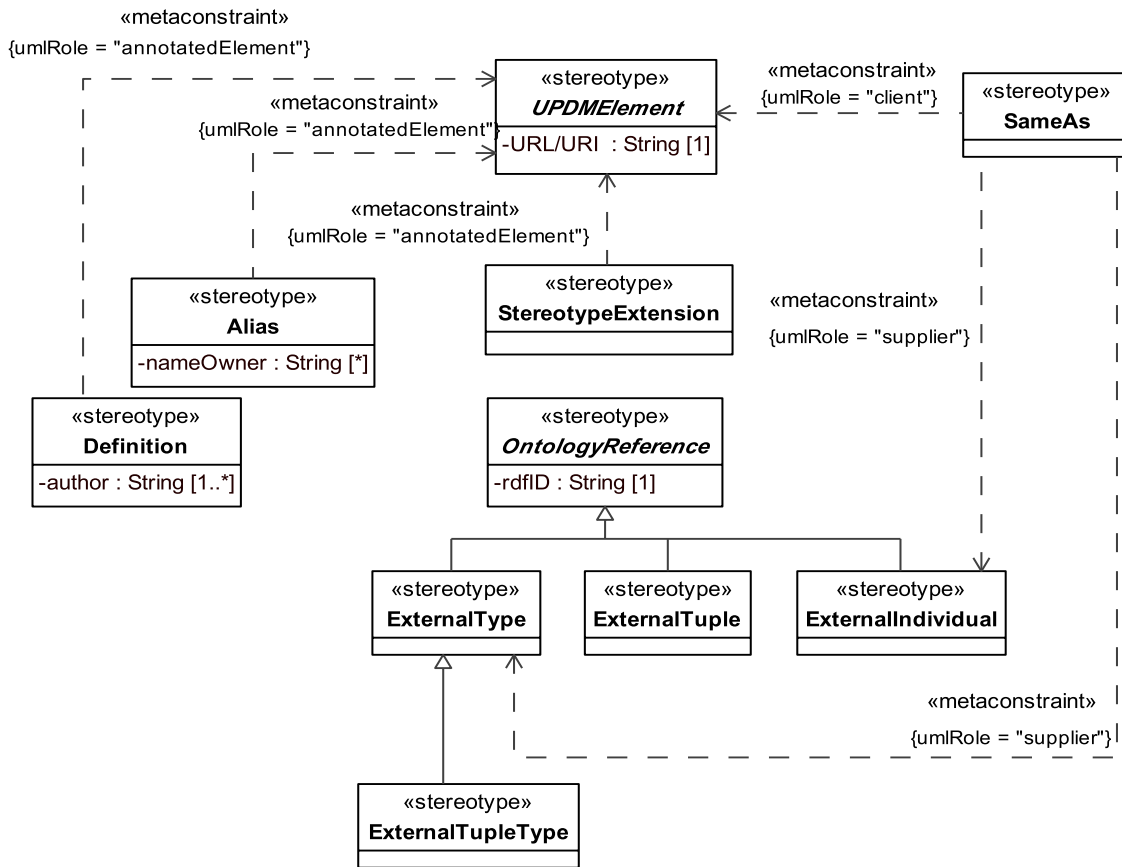 «metaconstraint»
{umlRole = "annotatedElement"}
«stereotype»
UPDMElement
-URL/URI : String [1]
«metaconstraint»
{umlRole = "client"}
«stereotype»
SameAs
«metaconstraint»
{umlRole = "annotatedElement"}
«metaconstraint»
{umlRole = "annotatedElement"}
«stereotype»
Alias
-nameOwner : String [*]
«stereotype»
StereotypeExtension
«metaconstraint»
{umlRole = "supplier"}
«stereotype»
Definition
-author : String [1..*]
«stereotype»
OntologyReference
-rdfID : String [1]
«stereotype»
ExternalType
«stereotype»
ExternalTuple
«stereotype»
ExternalIndividual
«metaconstraint»
{umlRole = "supplier"}
«stereotype»
ExternalTupleType